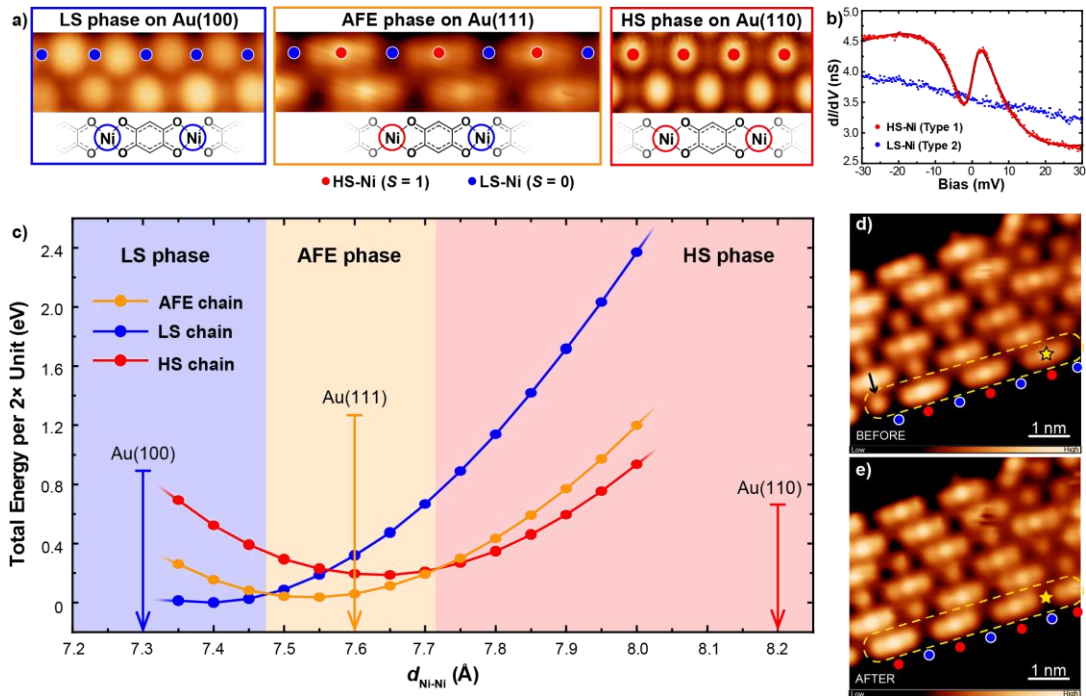 a)
LS phase on Au(100)
AFE phase on Au(111)
HS phase on Au(110)
Ni Ni
O O O O O O O O
Ni Ni
O O O O O O O O
Ni Ni
O O O O O O O O
HS-Ni (S = 1) LS-Ni (S = 0)
b)
dI/dV (nS)
4.5
4.0
3.5
3.0
2.5
HS-Ni (Type 1)
LS-Ni (Type 2)
-30 -20 -10 0 10 20 30
Bias (mV)
c)
LS phase
AFE phase
HS phase
AFE chain
LS chain
HS chain
Au(100)
Au(111)
Au(110)
Total Energy per 2× Unit (eV)
2.4
2.0
1.6
1.2
0.8
0.4
0
7.2 7.3 7.4 7.5 7.6 7.7 7.8 7.9 8.0 8.1 8.2
dNi-Ni (Å)
d)
BEFORE
1 nm
Low High
e)
AFTER
1 nm
Low High